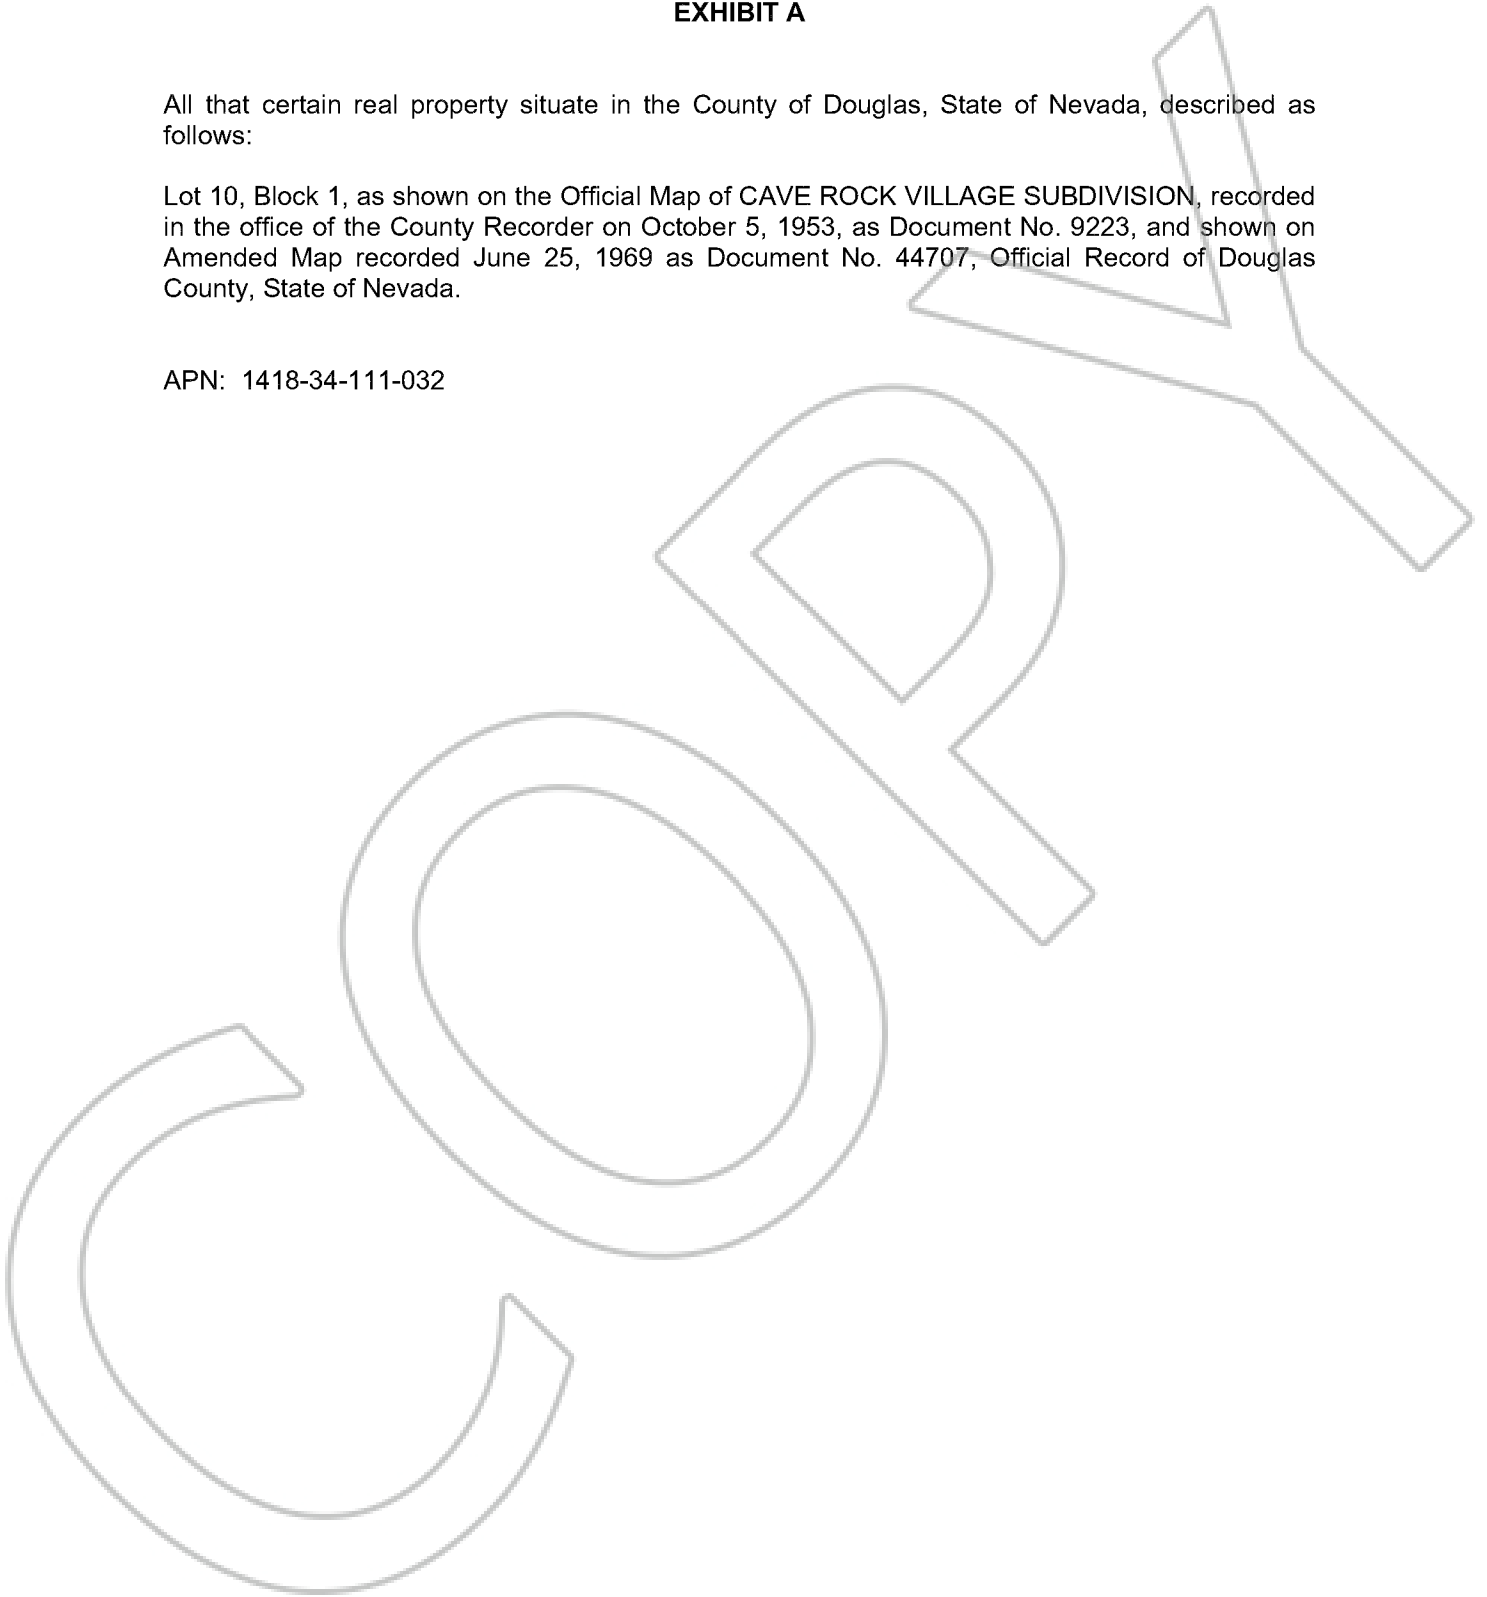 EXHIBIT A
All that certain real property situate in the County of Douglas, State of Nevada, described as
follows:
Lot 10, Block 1, as shown on the Official Map of CAVE ROCK VILLAGE SUBDIVISION, recorded
in the office of the County Recorder on October 5, 1953, as Document No. 9223, and shown on
Amended Map recorded June 25, 1969 as Document No. 44707, Official Record of Douglas
County, State of Nevada.
APN: 1418-34-111-032
COPY